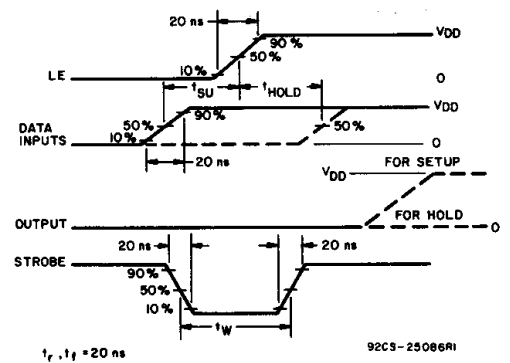 20 ns
VDD
90%
50%
LE
10%
0
tSU
tHOLD
VDD
90%
DATA
INPUTS
50%
50%
10%
0
20 ns
FOR SETUP
VDD
FOR HOLD
OUTPUT
0
20 ns
20 ns
STROBE
90%
50%
10%
tW
tr, tf = 20 ns
92CS-25086R1